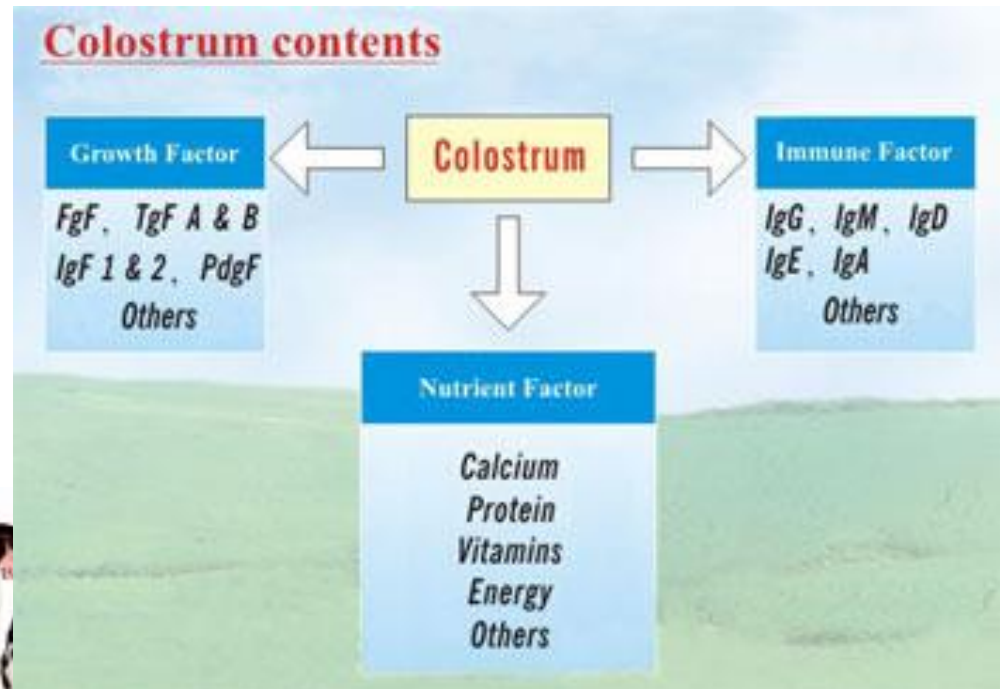 Colostrum contents
Growth Factor
FgF, TgF A & B
IgF 1 & 2, PdgF
Others
Colostrum
Immune Factor
IgG, IgM, IgD
IgE, IgA
Others
Nutrient Factor
Calcium
Protein
Vitamins
Energy
Others